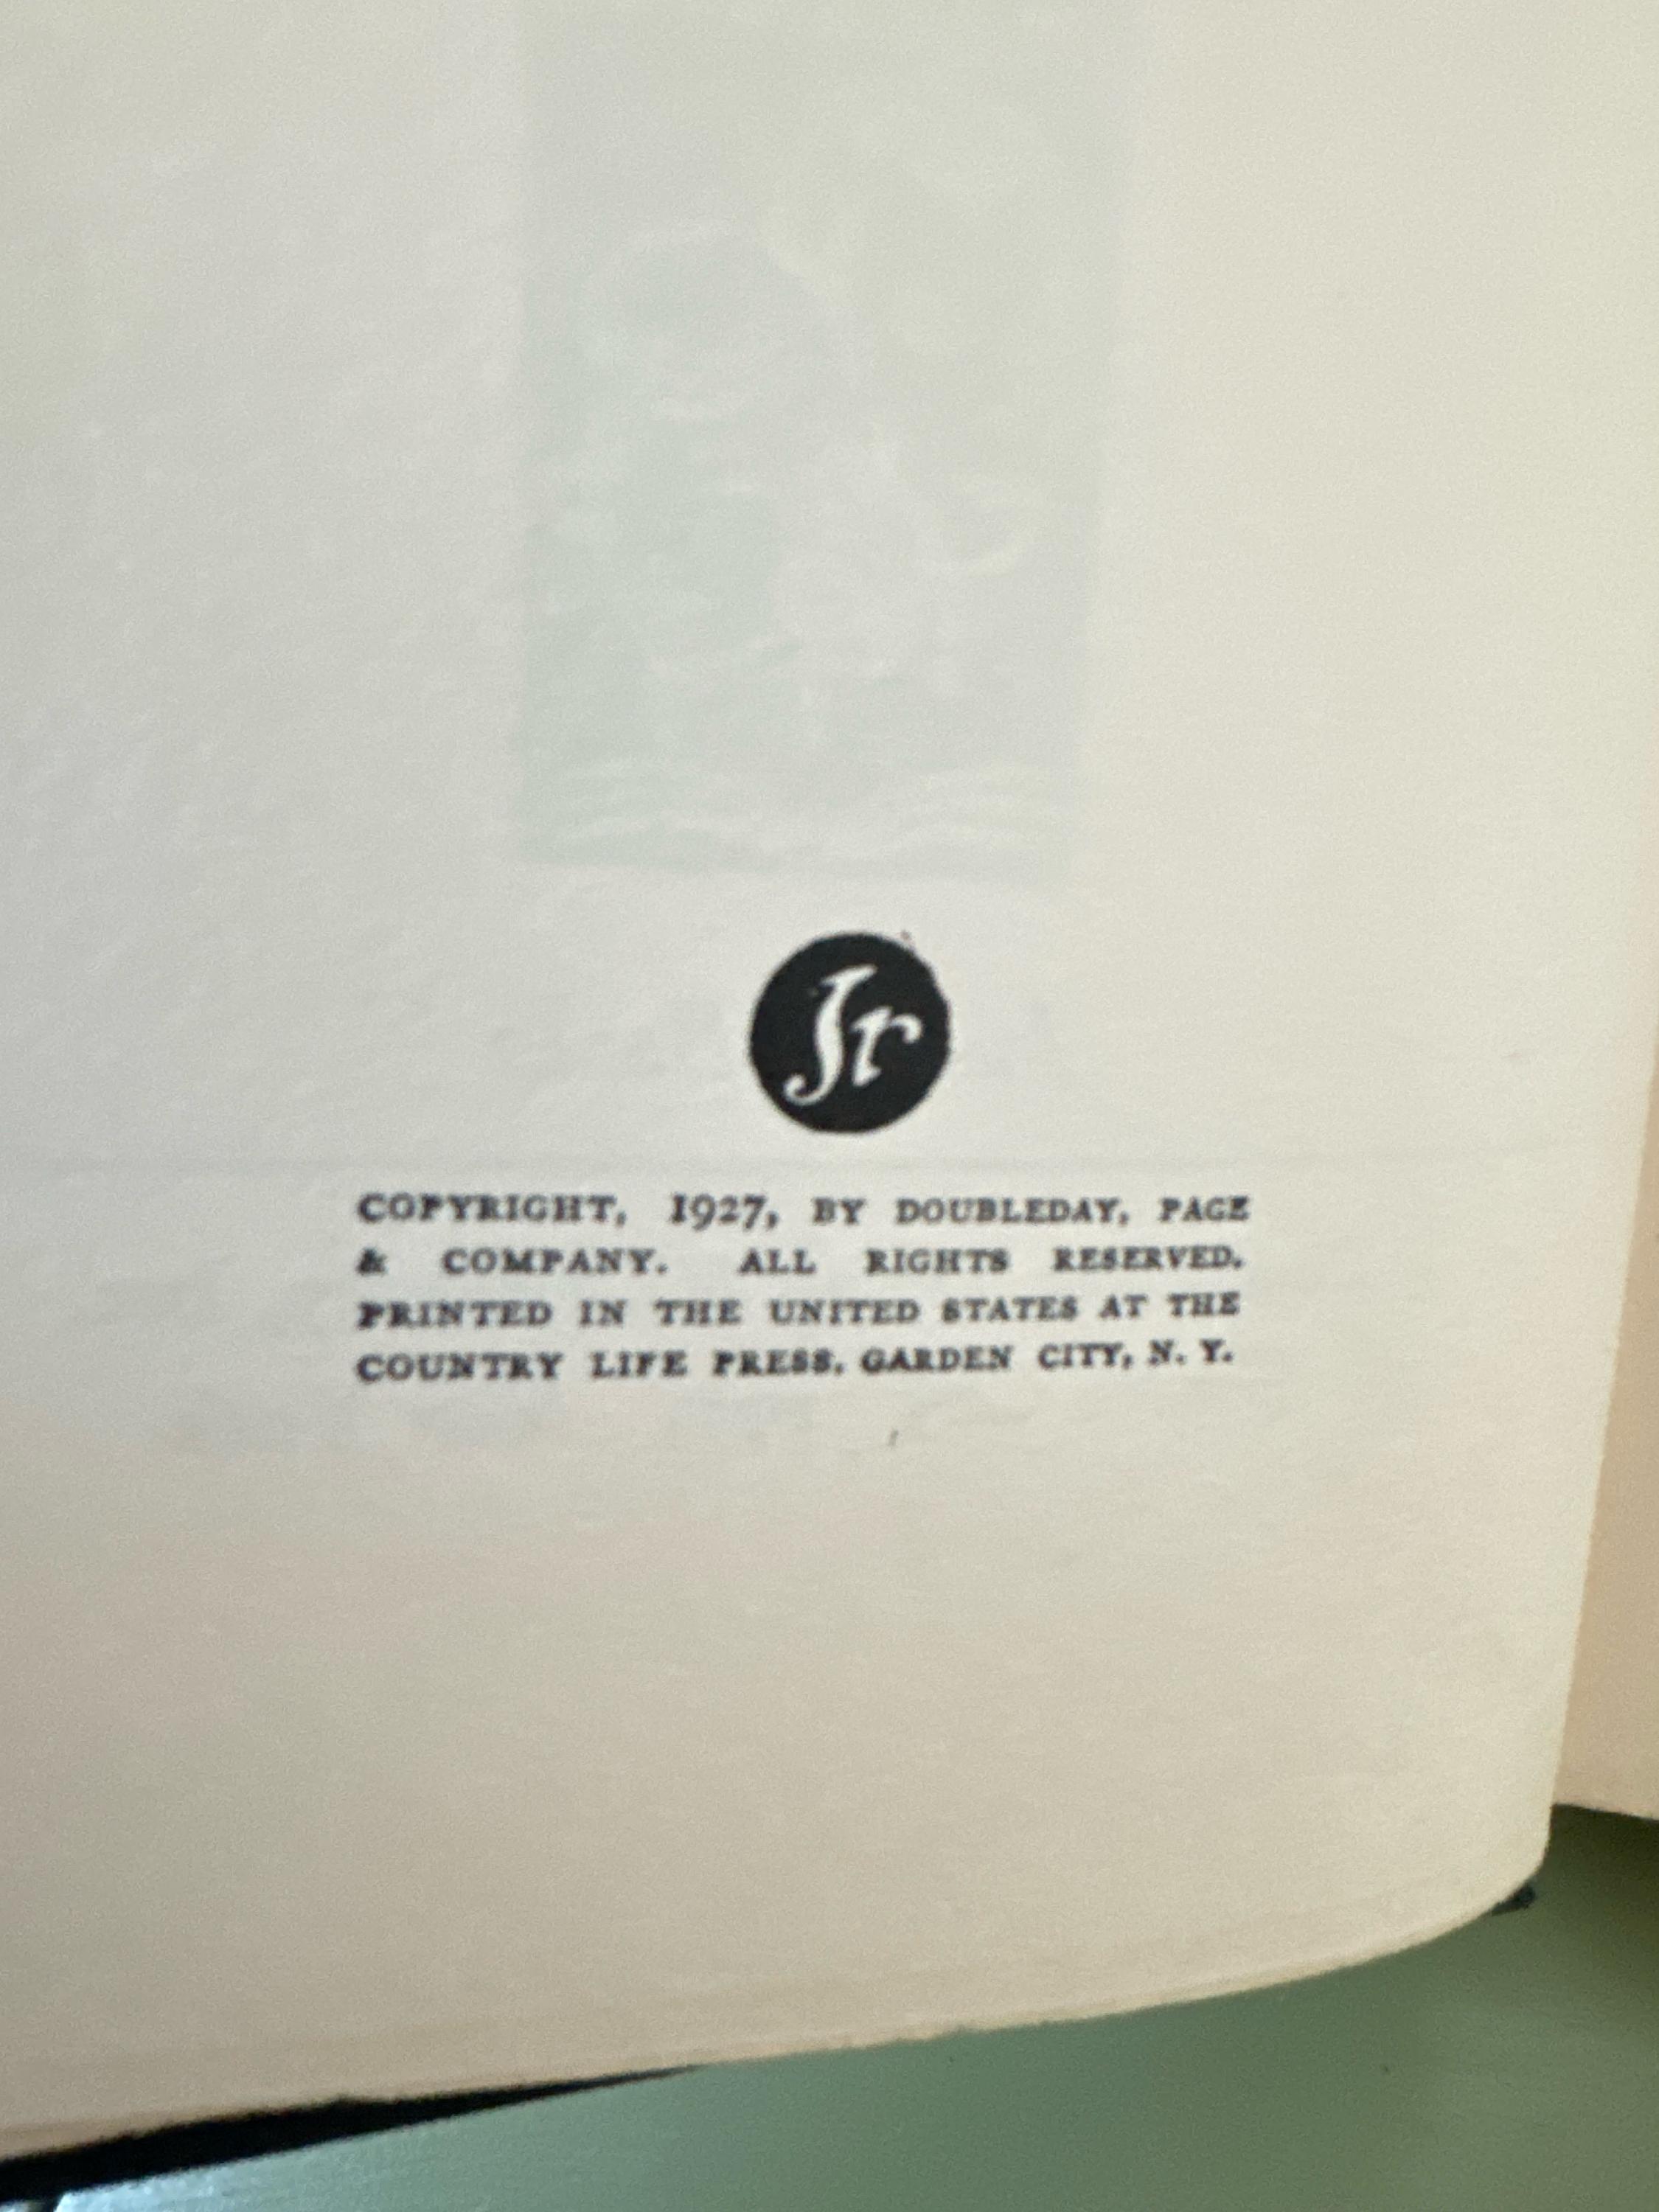 Jr
COPYRIGHT, 1927, BY DOUBLEDAY, PAGE
& COMPANY. ALL RIGHTS RESERVED.
PRINTED IN THE UNITED STATES AT THE
COUNTRY LIFE PRESS, GARDEN CITY, N. Y.